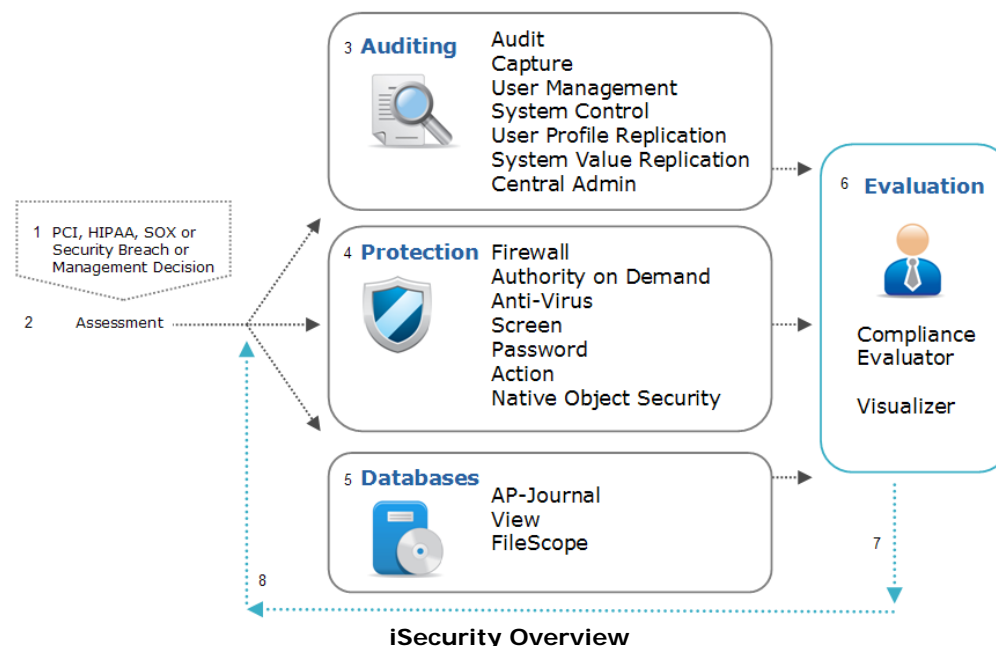 1 PCI, HIPAA, SOX or
Security Breach or
Management Decision
2 Assessment
3 Auditing
Audit
Capture
User Management
System Control
User Profile Replication
System Value Replication
Central Admin
4 Protection
Firewall
Authority on Demand
Anti-Virus
Screen
Password
Action
Native Object Security
5 Databases
AP-Journal
View
FileScope
6 Evaluation
Compliance
Evaluator
Visualizer
7
8
iSecurity Overview